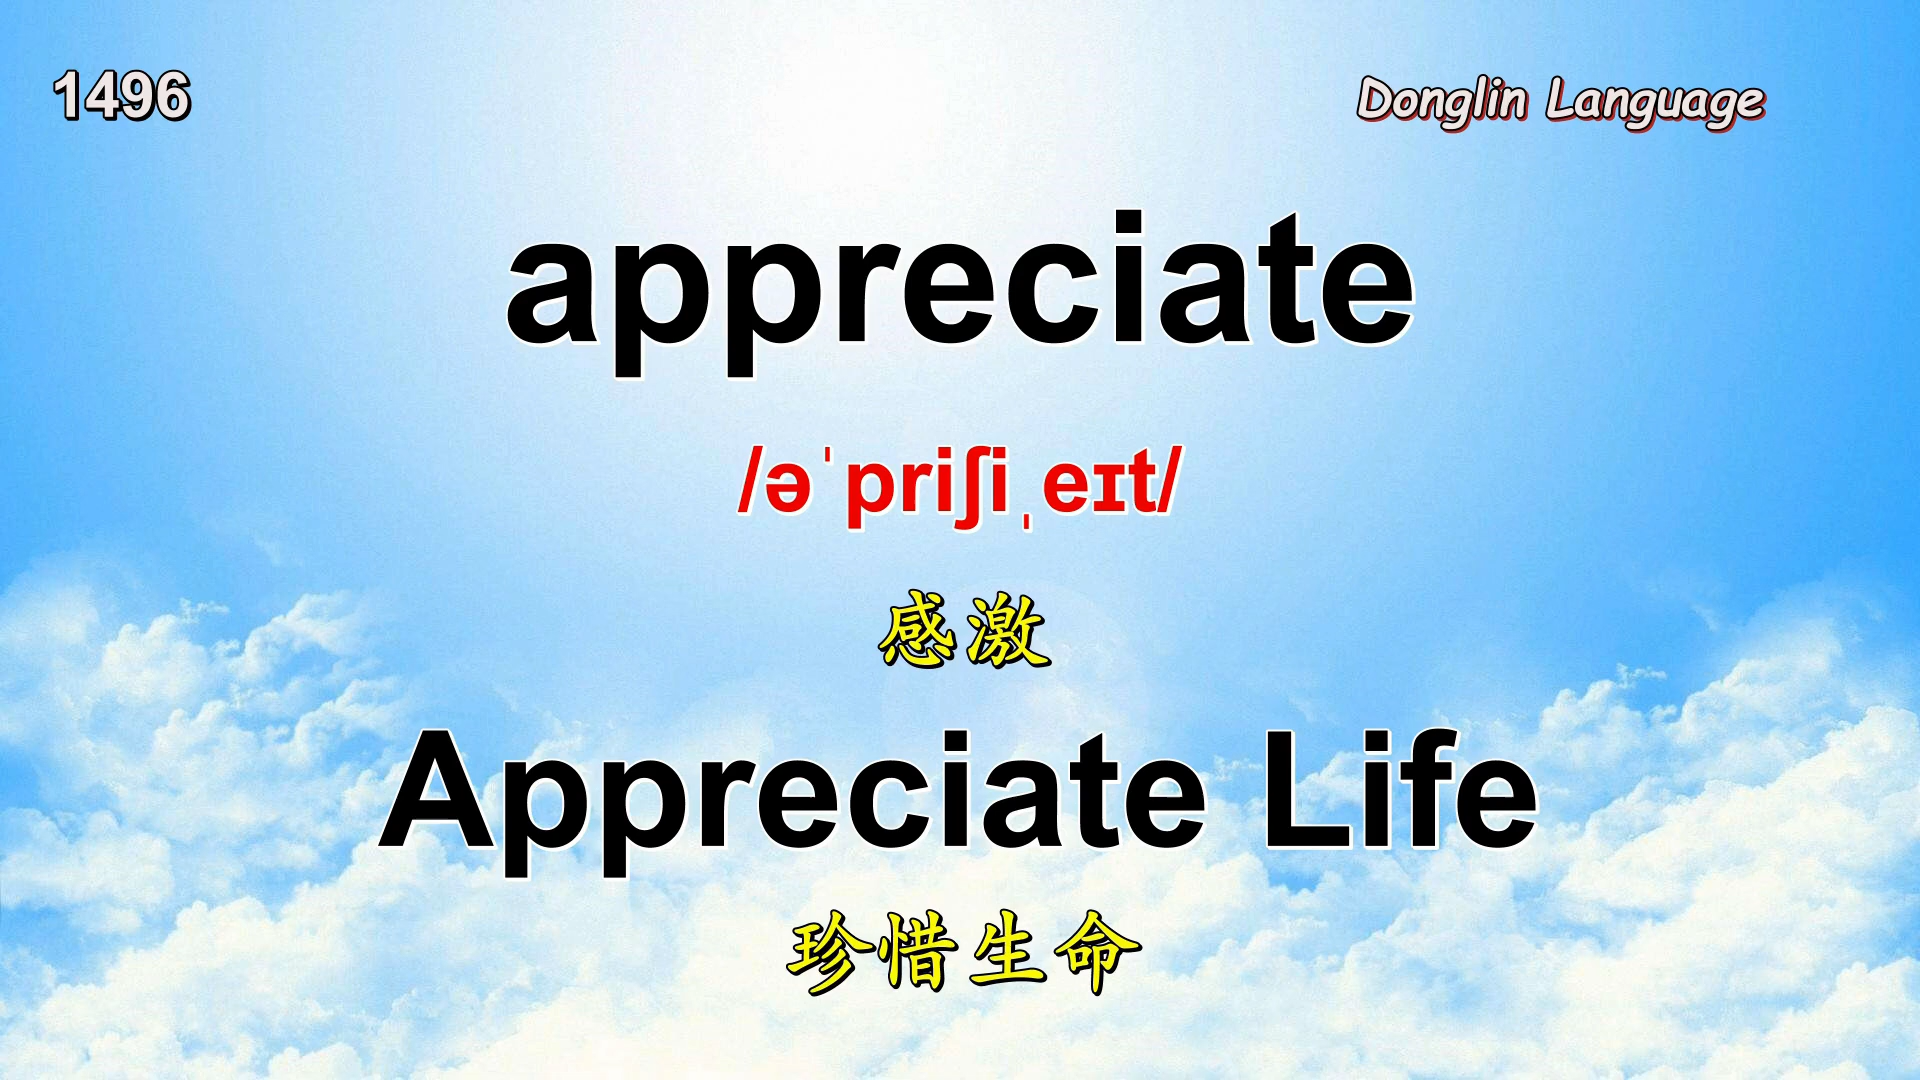 1496
Donglin Language
appreciate
/əˈpriʃiˌeɪt/
感激
Appreciate Life
珍惜生命